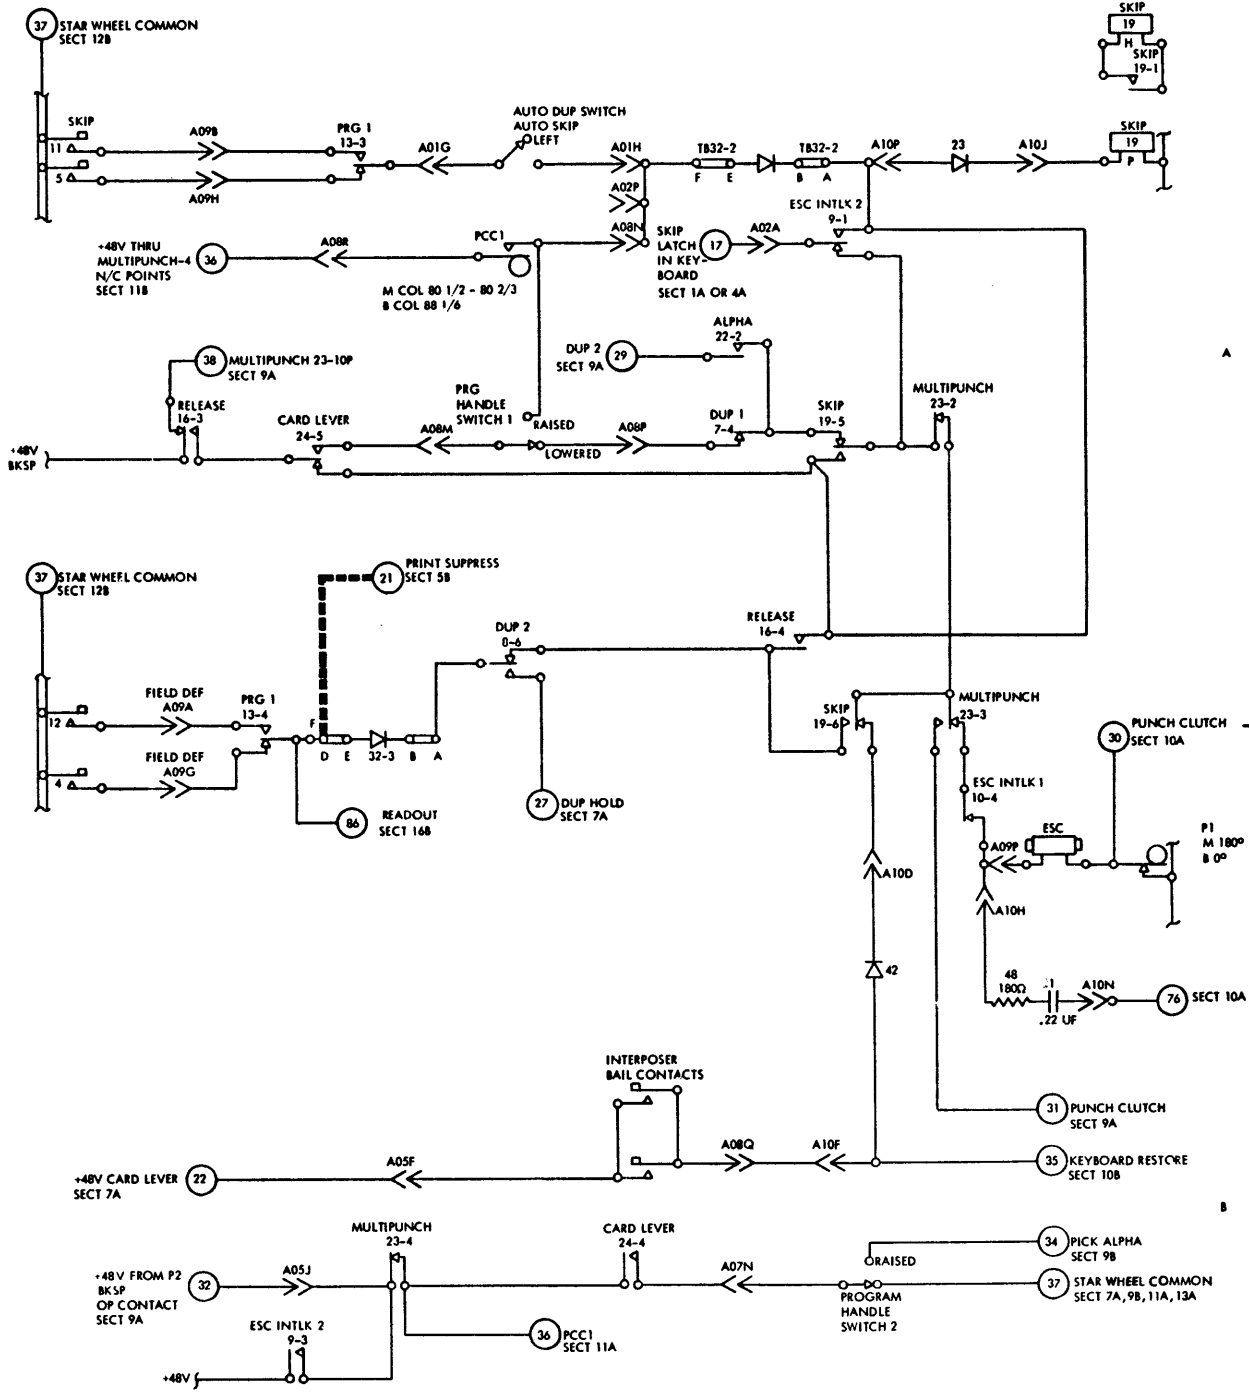 37
STAR WHEEL COMMON
SECT 12B
SKIP
19
H
SKIP
19-1
SKIP
11
A09B
5
A09H
PRG 1
13-3
A01G
AUTO DUP SWITCH
AUTO SKIP
LEFT
A01H
TB32-2
F E
TB32-2
B A
A10P
23
A10J
SKIP
19
P
A02P
A08N
ESC INTLK 2
9-1
+48V THRU
MULTIPUNCH-4
N/C POINTS
SECT 11B
36
A08R
PCC1
M COL 80 1/2 - 80 2/3
B COL 88 1/6
SKIP
LATCH
IN KEY-
BOARD
SECT 1A OR 4A
17
A02A
ALPHA
22-2
DUP 2
SECT 9A
29
A
38
MULTIPUNCH 23-10P
SECT 9A
RELEASE
16-3
CARD LEVER
24-5
A08M
PRG
HANDLE
SWITCH 1
RAISED
LOWERED
A08P
DUP 1
7-4
SKIP
19-5
MULTIPUNCH
23-2
+48V
BKSP
37
STAR WHEEL COMMON
SECT 12B
21
PRINT SUPPRESS
SECT 5B
DUP 2
8-6
RELEASE
16-4
12
FIELD DEF
A09A
4
FIELD DEF
A09G
PRG 1
13-4
F
D E
32-3
B A
86
READOUT
SECT 16B
27
DUP HOLD
SECT 7A
SKIP
19-6
MULTIPUNCH
23-3
PUNCH CLUTCH
SECT 10A
30
ESC INTLK 1
10-4
A09P
ESC
P1
M 180°
B 0°
A10D
A10H
42
48
180Ω
.22 UF
A10N
76
SECT 10A
INTERPOSER
BAIL CONTACTS
31
PUNCH CLUTCH
SECT 9A
+48V CARD LEVER
SECT 7A
22
A05F
A08Q
A10F
35
KEYBOARD RESTORE
SECT 10B
B
MULTIPUNCH
23-4
CARD LEVER
24-4
34
PICK ALPHA
SECT 9B
RAISED
+48V FROM P2
BKSP
OP CONTACT
SECT 9A
32
A05J
A07N
PROGRAM
HANDLE
SWITCH 2
37
STAR WHEEL COMMON
SECT 7A, 9B, 11A, 13A
ESC INTLK 2
9-3
36
PCC1
SECT 11A
+48V